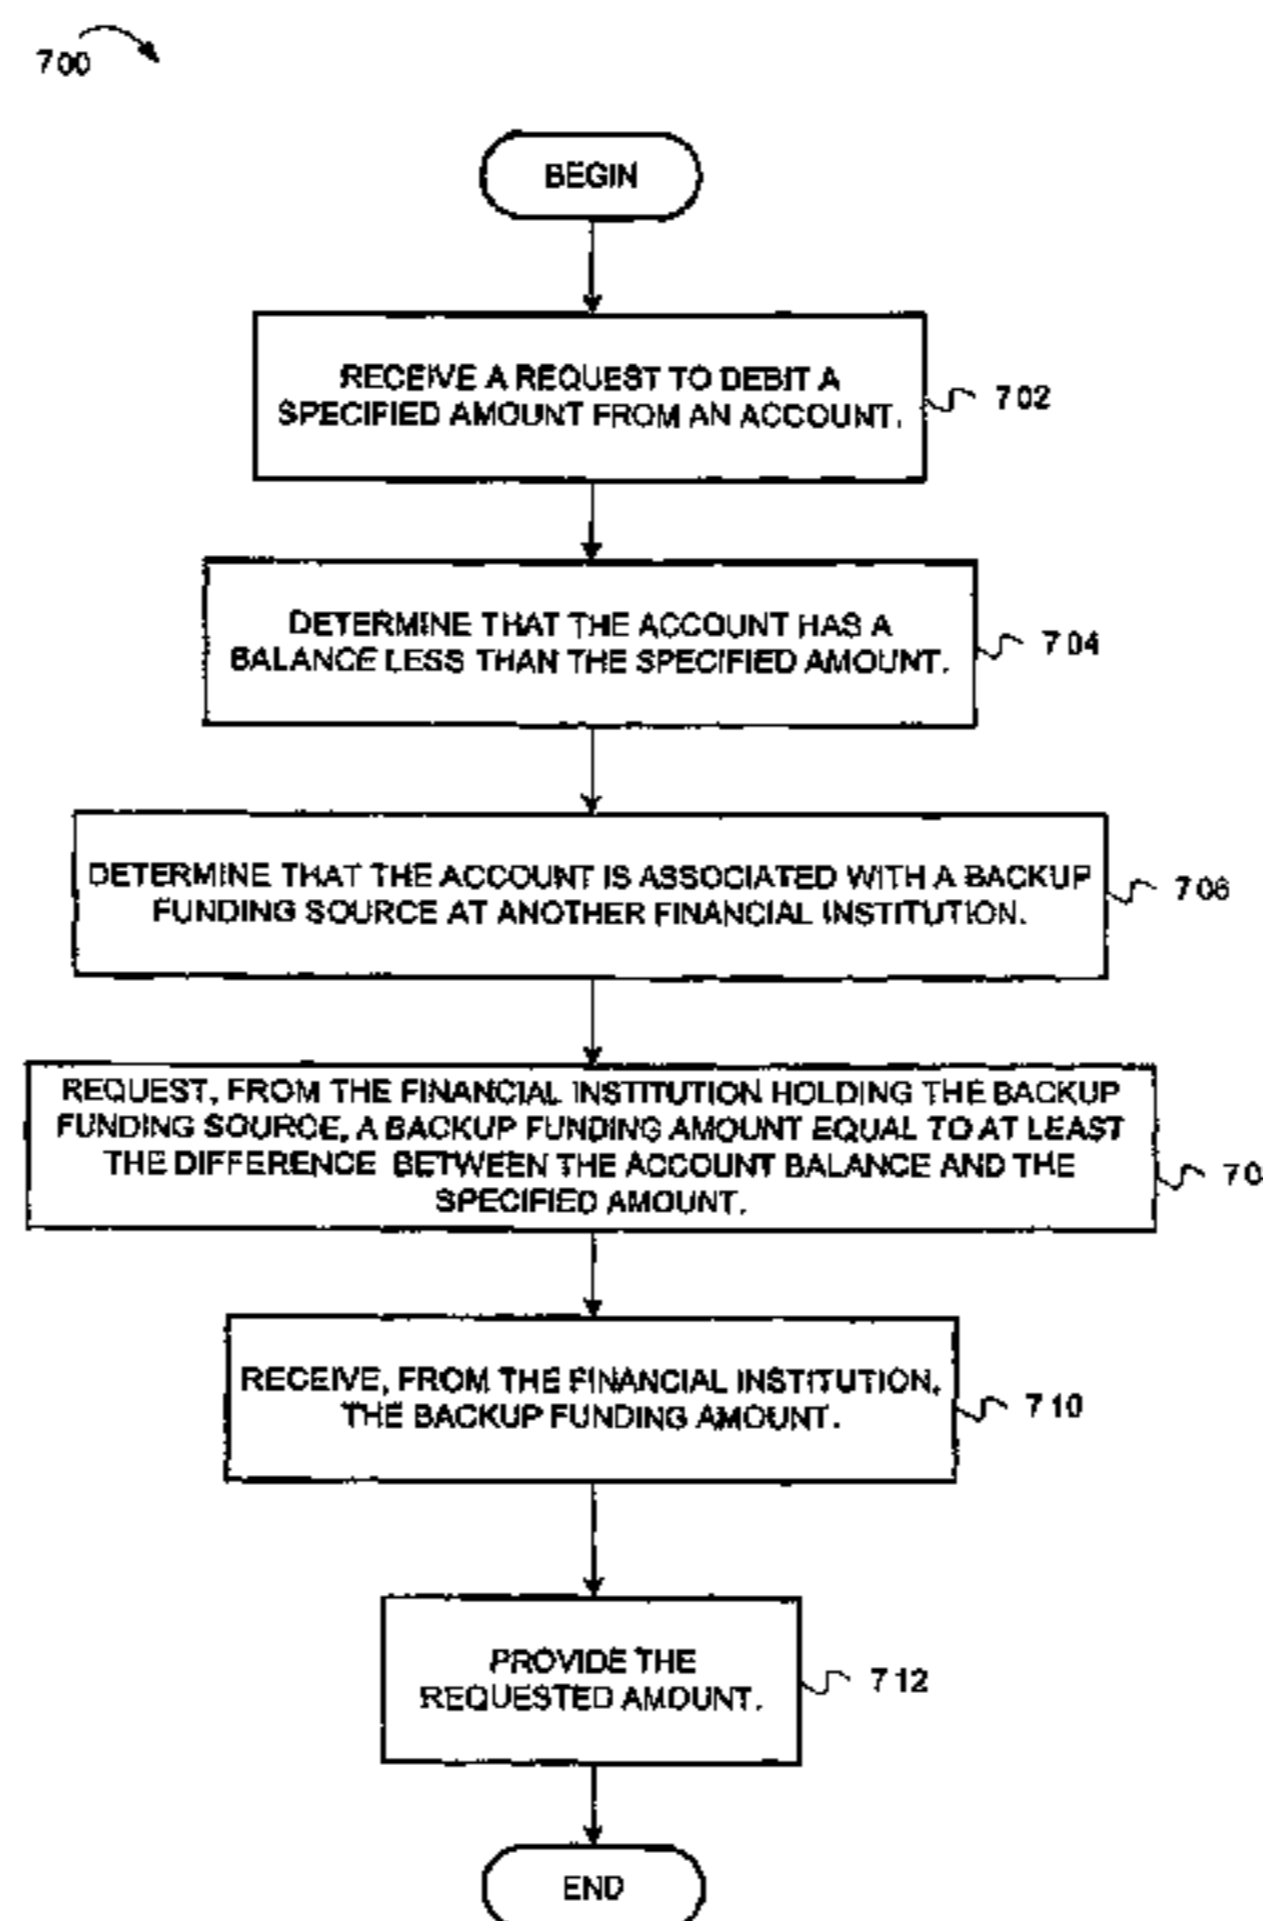 700
BEGIN
RECEIVE A REQUEST TO DEBIT A
SPECIFIED AMOUNT FROM AN ACCOUNT.
702
DETERMINE THAT THE ACCOUNT HAS A
BALANCE LESS THAN THE SPECIFIED AMOUNT.
704
DETERMINE THAT THE ACCOUNT IS ASSOCIATED WITH A BACKUP
FUNDING SOURCE AT ANOTHER FINANCIAL INSTITUTION.
706
REQUEST, FROM THE FINANCIAL INSTITUTION HOLDING THE BACKUP
FUNDING SOURCE, A BACKUP FUNDING AMOUNT EQUAL TO AT LEAST
THE DIFFERENCE BETWEEN THE ACCOUNT BALANCE AND THE
SPECIFIED AMOUNT.
RECEIVE, FROM THE FINANCIAL INSTITUTION,
THE BACKUP FUNDING AMOUNT.
710
PROVIDE THE
REQUESTED AMOUNT.
712
END